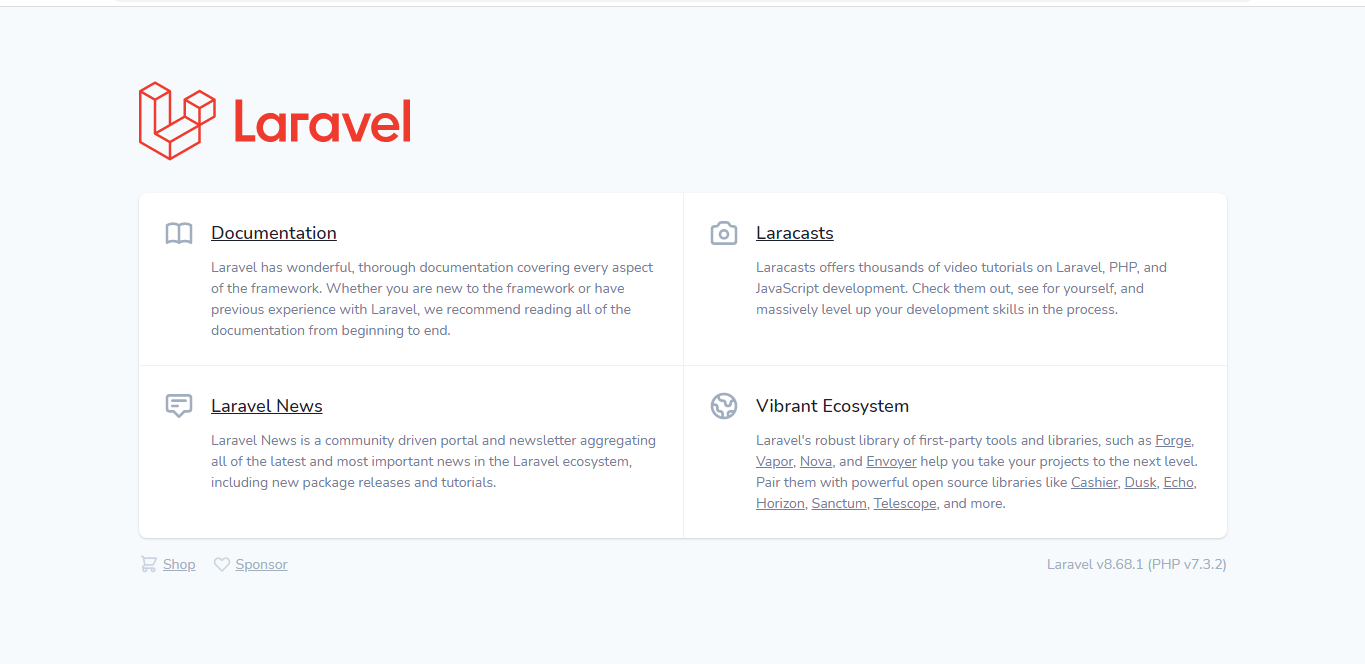 Laravel
Documentation
Laravel has wonderful, thorough documentation covering every aspect
of the framework. Whether you are new to the framework or have
previous experience with Laravel, we recommend reading all of the
documentation from beginning to end.
Laracasts
Laracasts offers thousands of video tutorials on Laravel, PHP, and
JavaScript development. Check them out, see for yourself, and
massively level up your development skills in the process.
Laravel News
Laravel News is a community driven portal and newsletter aggregating
all of the latest and most important news in the Laravel ecosystem,
including new package releases and tutorials.
Vibrant Ecosystem
Laravel's robust library of first-party tools and libraries, such as Forge,
Vapor, Nova, and Envoyer help you take your projects to the next level.
Pair them with powerful open source libraries like Cashier, Dusk, Echo,
Horizon, Sanctum, Telescope, and more.
Shop
Sponsor
Laravel v8.68.1 (PHP v7.3.2)